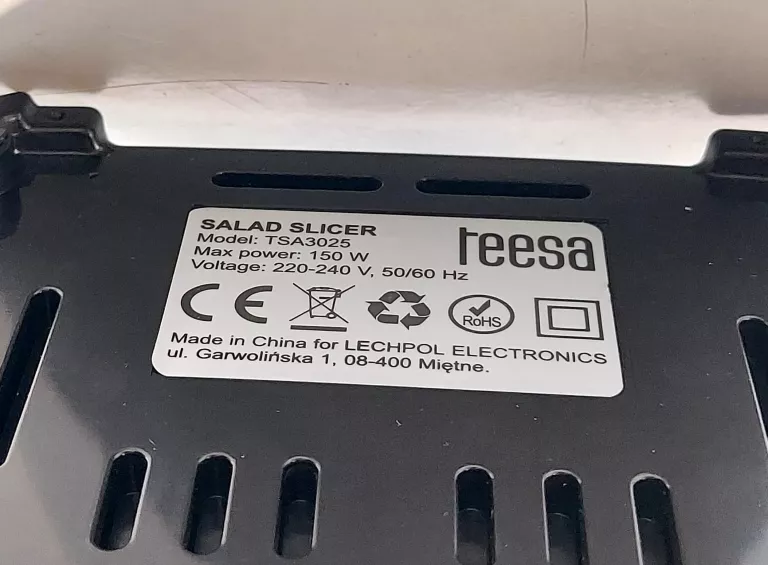 SALAD SLICER
Model: TSA3025
Max power: 150 W
Voltage: 220-240 V, 50/60 Hz
teesa
CE
RoHS
Made in China for LECHPOL ELECTRONICS
ul. Garwolińska 1, 08-400 Miętne.